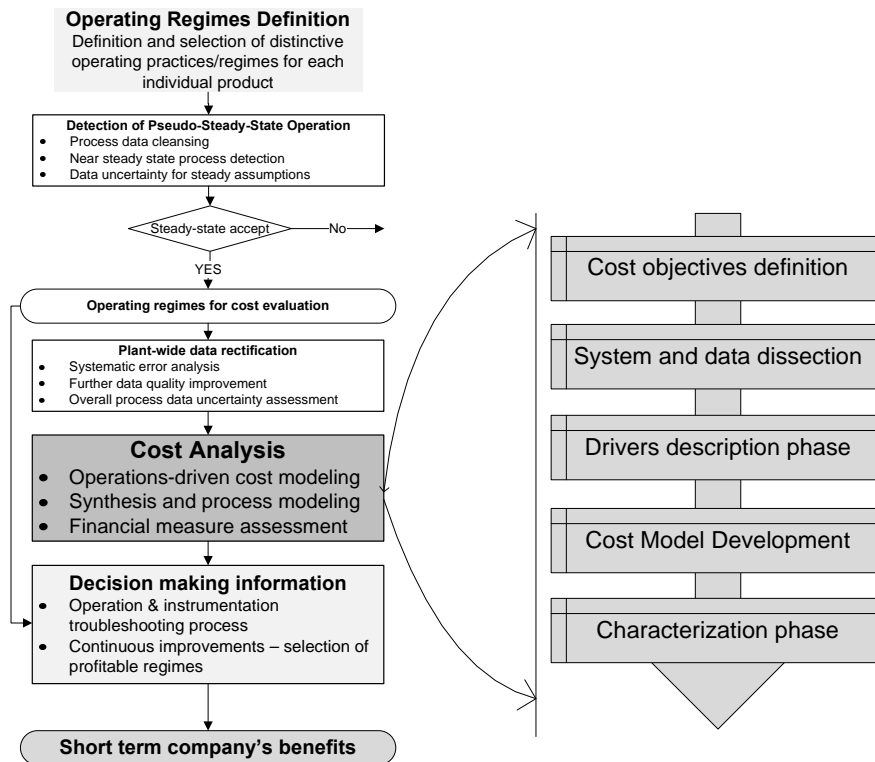 Operating Regimes Definition
Definition and selection of distinctive
operating practices/regimes for each
individual product
Detection of Pseudo-Steady-State Operation
• Process data cleansing
• Near steady state process detection
• Data uncertainty for steady assumptions
Steady-state accept
No
YES
Operating regimes for cost evaluation
Plant-wide data rectification
• Systematic error analysis
• Further data quality improvement
• Overall process data uncertainty assessment
Cost Analysis
• Operations-driven cost modeling
• Synthesis and process modeling
• Financial measure assessment
Decision making information
• Operation & instrumentation
troubleshooting process
• Continuous improvements – selection of
profitable regimes
Short term company's benefits
Cost objectives definition
System and data dissection
Drivers description phase
Cost Model Development
Characterization phase